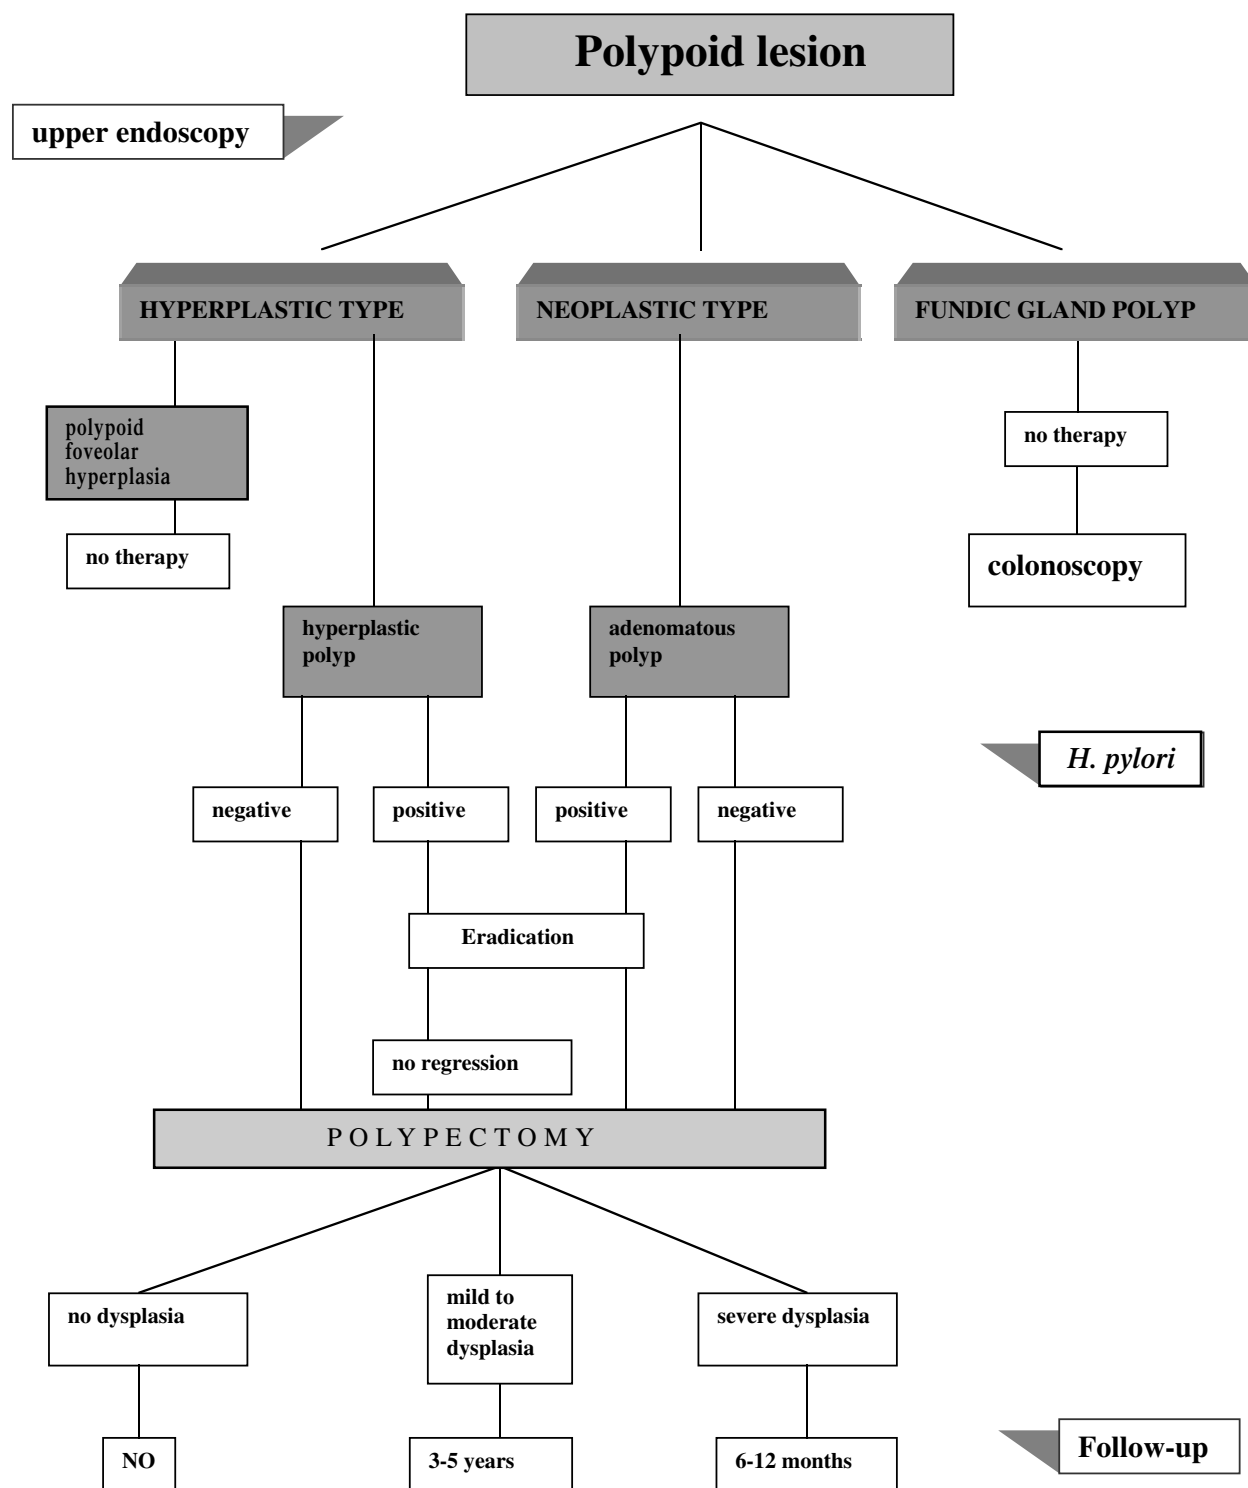 Polypoid lesion
upper endoscopy
HYPERPLASTIC TYPE
NEOPLASTIC TYPE
FUNDIC GLAND POLYP
polypoid
foveolar
hyperplasia
no therapy
no therapy
colonoscopy
hyperplastic
polyp
adenomatous
polyp
H. pylori
negative
positive
positive
negative
Eradication
no regression
POLYPECTOMY
no dysplasia
mild to
moderate
dysplasia
severe dysplasia
NO
3-5 years
6-12 months
Follow-up